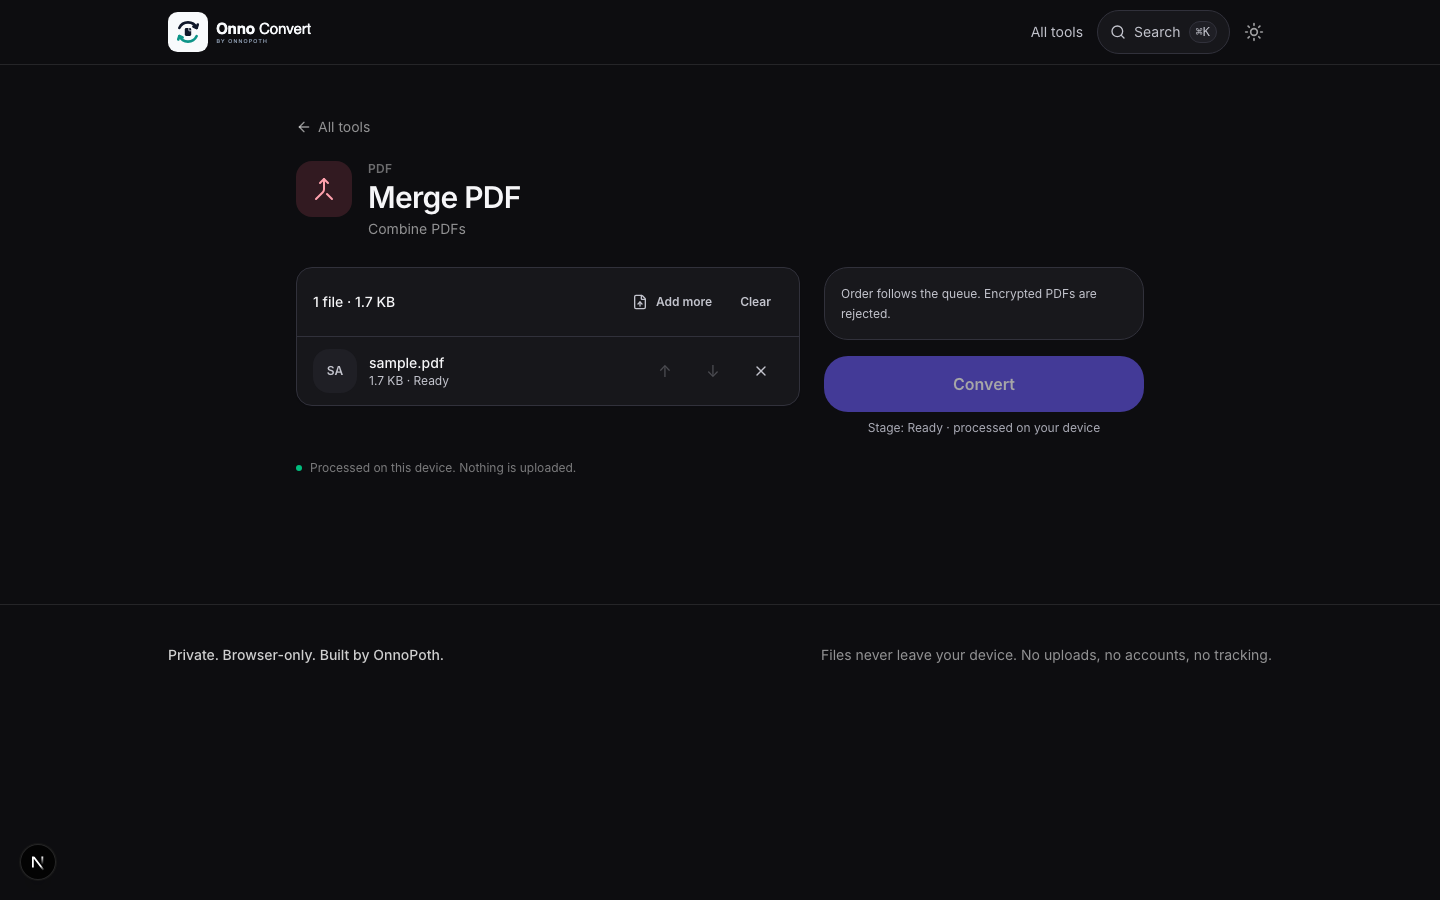 Onno Convert
BY ONNOPOTH
All tools
Search
⌘K
All tools
PDF
Merge PDF
Combine PDFs
1 file · 1.7 KB
Add more
Clear
SA
sample.pdf
1.7 KB · Ready
Order follows the queue. Encrypted PDFs are
rejected.
Convert
Stage: Ready · processed on your device
Processed on this device. Nothing is uploaded.
Private. Browser-only. Built by OnnoPoth.
Files never leave your device. No uploads, no accounts, no tracking.
N